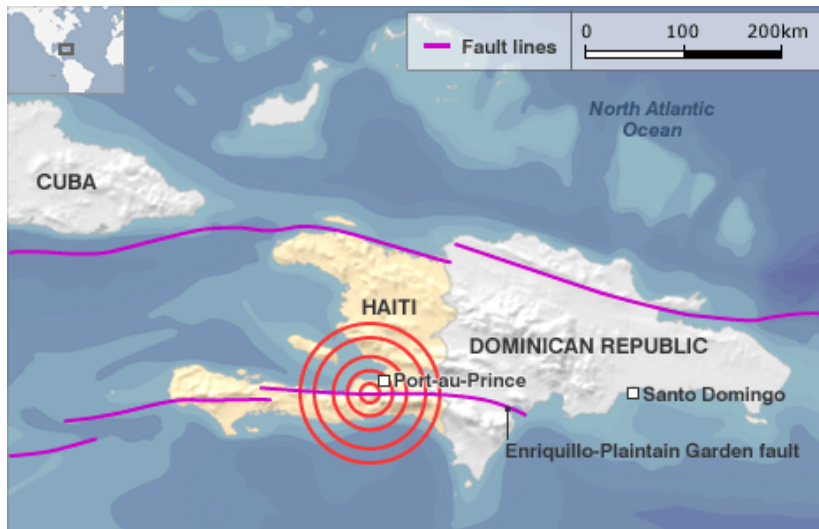 Fault lines
0 100 200km
North Atlantic
Ocean
CUBA
HAITI
DOMINICAN REPUBLIC
Port-au-Prince
Santo Domingo
Enriquillo-Plaintain Garden fault